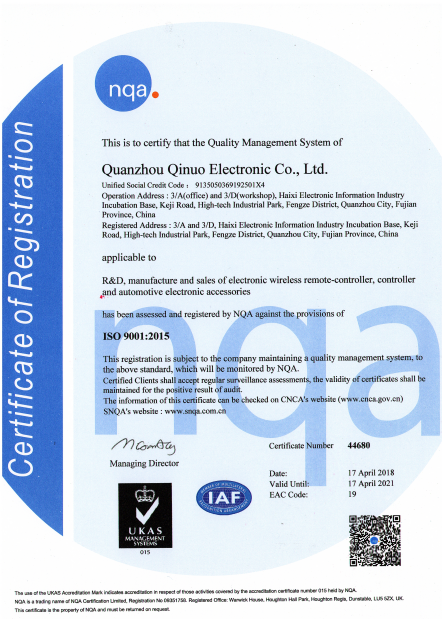 Certificate of Registration
nqa.
This is to certify that the Quality Management System of
Quanzhou Qinuo Electronic Co., Ltd.
Unified Social Credit Code : 9135050369192501X4
Operation Address : 3/A(office) and 3/D(workshop), Haixi Electronic Information Industry
Incubation Base, Keji Road, High-tech Industrial Park, Fengze District, Quanzhou City, Fujian
Province, China
Registered Address : 3/A and 3/D, Haixi Electronic Information Industry Incubation Base, Keji
Road, High-tech Industrial Park, Fengze District, Quanzhou City, Fujian Province, China
applicable to
R&D, manufacture and sales of electronic wireless remote-controller, controller
and automotive electronic accessories
nqa
has been assessed and registered by NQA against the provisions of
ISO 9001:2015
This registration is subject to the company maintaining a quality management system, to
the above standard, which will be monitored by NQA.
Certified Clients shall accept regular surveillance assessments, the validity of certificates shall be
maintained for the positive result of audit.
The information of this certificate can be checked on CNCA's website (www.cnca.gov.cn)
SNQA's website : www.snqa.com.cn
Managing Director
Certificate Number 44680
Date: 17 April 2018
Valid Until: 17 April 2021
EAC Code: 19
UKAS
MANAGEMENT
SYSTEMS
015
IAF
The use of the UKAS Accreditation Mark indicates accreditation in respect of those activities covered by the accreditation certificate number 015 held by NQA.
NQA is a trading name of NQA Certification Limited, Registration No 09351758. Registered Office: Warwick House, Houghton Hall Park, Houghton Regis, Dunstable, LU5 5ZX, UK.
This certificate is the property of NQA and must be returned on request.